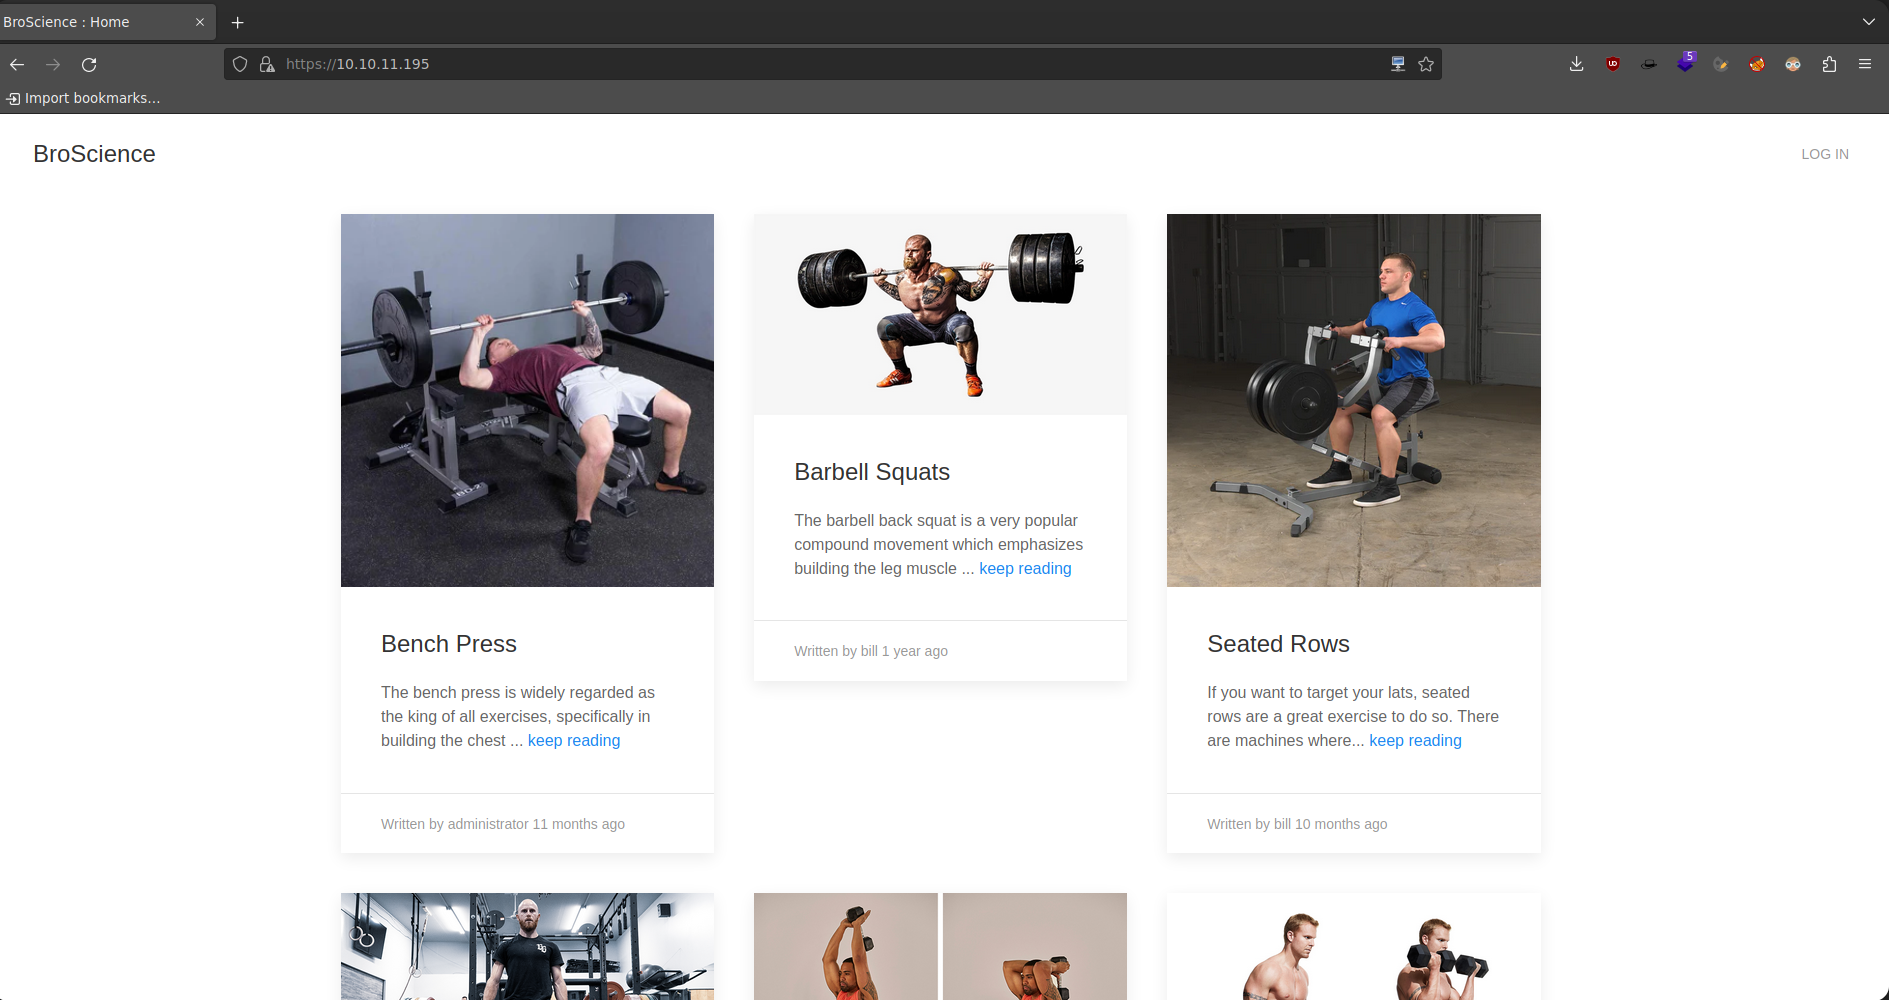 BroScience : Home
https://10.10.11.195
5
Import bookmarks...
BroScience
LOG IN
Bench Press
The bench press is widely regarded as
the king of all exercises, specifically in
building the chest ... keep reading
Written by administrator 11 months ago
Barbell Squats
The barbell back squat is a very popular
compound movement which emphasizes
building the leg muscle ... keep reading
Written by bill 1 year ago
Seated Rows
If you want to target your lats, seated
rows are a great exercise to do so. There
are machines where... keep reading
Written by bill 10 months ago